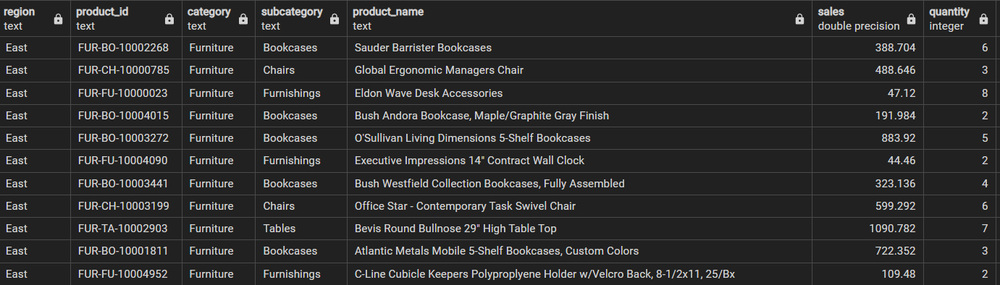 region product_id category subcategory product_name sales quantity
text text text text text double precision integer
East FUR-BO-10002268 Furniture Bookcases Sauder Barrister Bookcases 388.704 6
East FUR-CH-10000785 Furniture Chairs Global Ergonomic Managers Chair 488.646 3
East FUR-FU-10000023 Furniture Furnishings Eldon Wave Desk Accessories 47.12 8
East FUR-BO-10004015 Furniture Bookcases Bush Andora Bookcase, Maple/Graphite Gray Finish 191.984 2
East FUR-BO-10003272 Furniture Bookcases O'Sullivan Living Dimensions 5-Shelf Bookcases 883.92 5
East FUR-FU-10004090 Furniture Furnishings Executive Impressions 14" Contract Wall Clock 44.46 2
East FUR-BO-10003441 Furniture Bookcases Bush Westfield Collection Bookcases, Fully Assembled 323.136 4
East FUR-CH-10003199 Furniture Chairs Office Star - Contemporary Task Swivel Chair 599.292 6
East FUR-TA-10002903 Furniture Tables Bevis Round Bullnose 29" High Table Top 1090.782 7
East FUR-BO-10001811 Furniture Bookcases Atlantic Metals Mobile 5-Shelf Bookcases, Custom Colors 722.352 3
East FUR-FU-10004952 Furniture Furnishings C-Line Cubicle Keepers Polyproplyene Holder w/Velcro Back, 8-1/2x11, 25/Bx 109.48 2